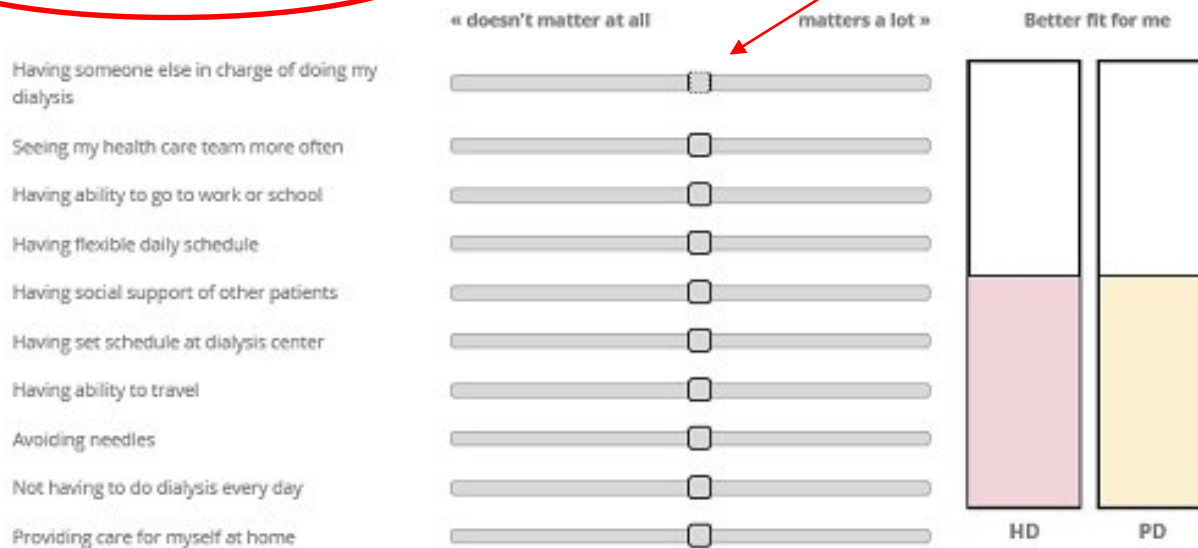 « doesn't matter at all
matters a lot »
Better fit for me
Having someone else in charge of doing my
dialysis
Seeing my health care team more often
Having ability to go to work or school
Having flexible daily schedule
Having social support of other patients
Having set schedule at dialysis center
Having ability to travel
Avoiding needles
Not having to do dialysis every day
Providing care for myself at home
HD
PD